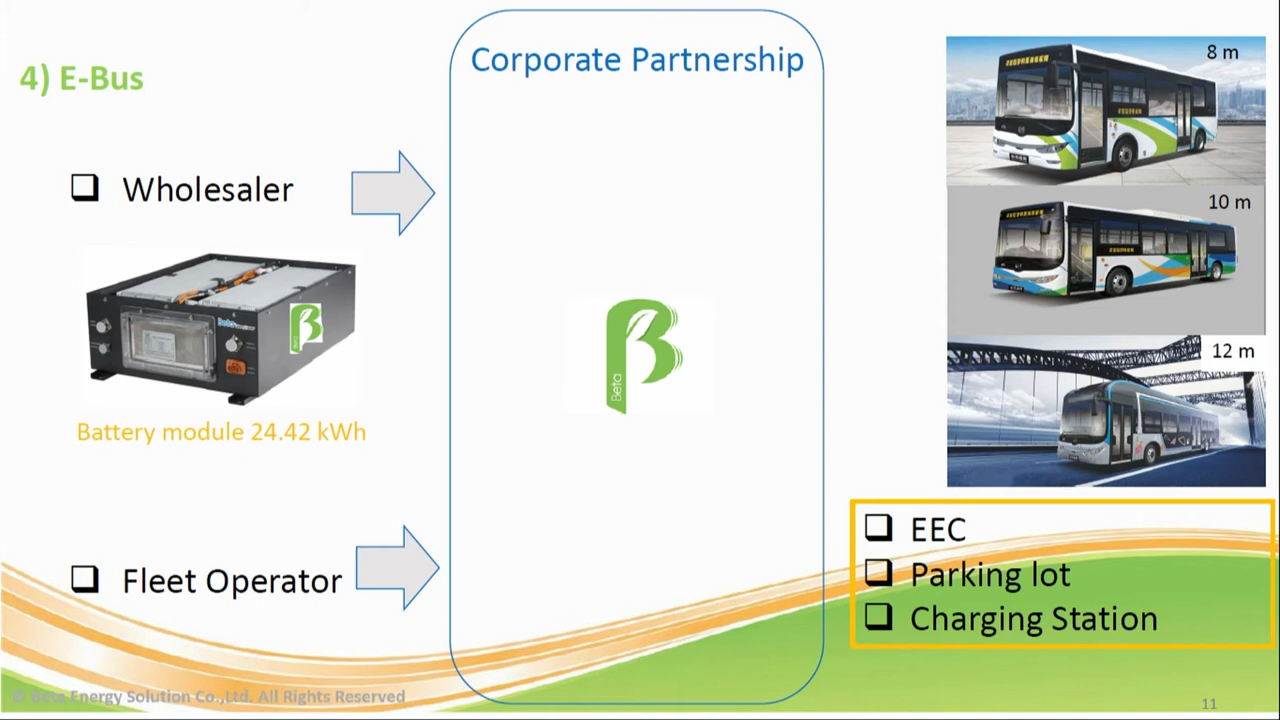 4) E-Bus
Corporate Partnership
Wholesaler
Battery module 24.42 kWh
Fleet Operator
Beta
8 m
10 m
12 m
EEC
Parking lot
Charging Station
© Beta Energy Solution Co.,Ltd. All Rights Reserved
11